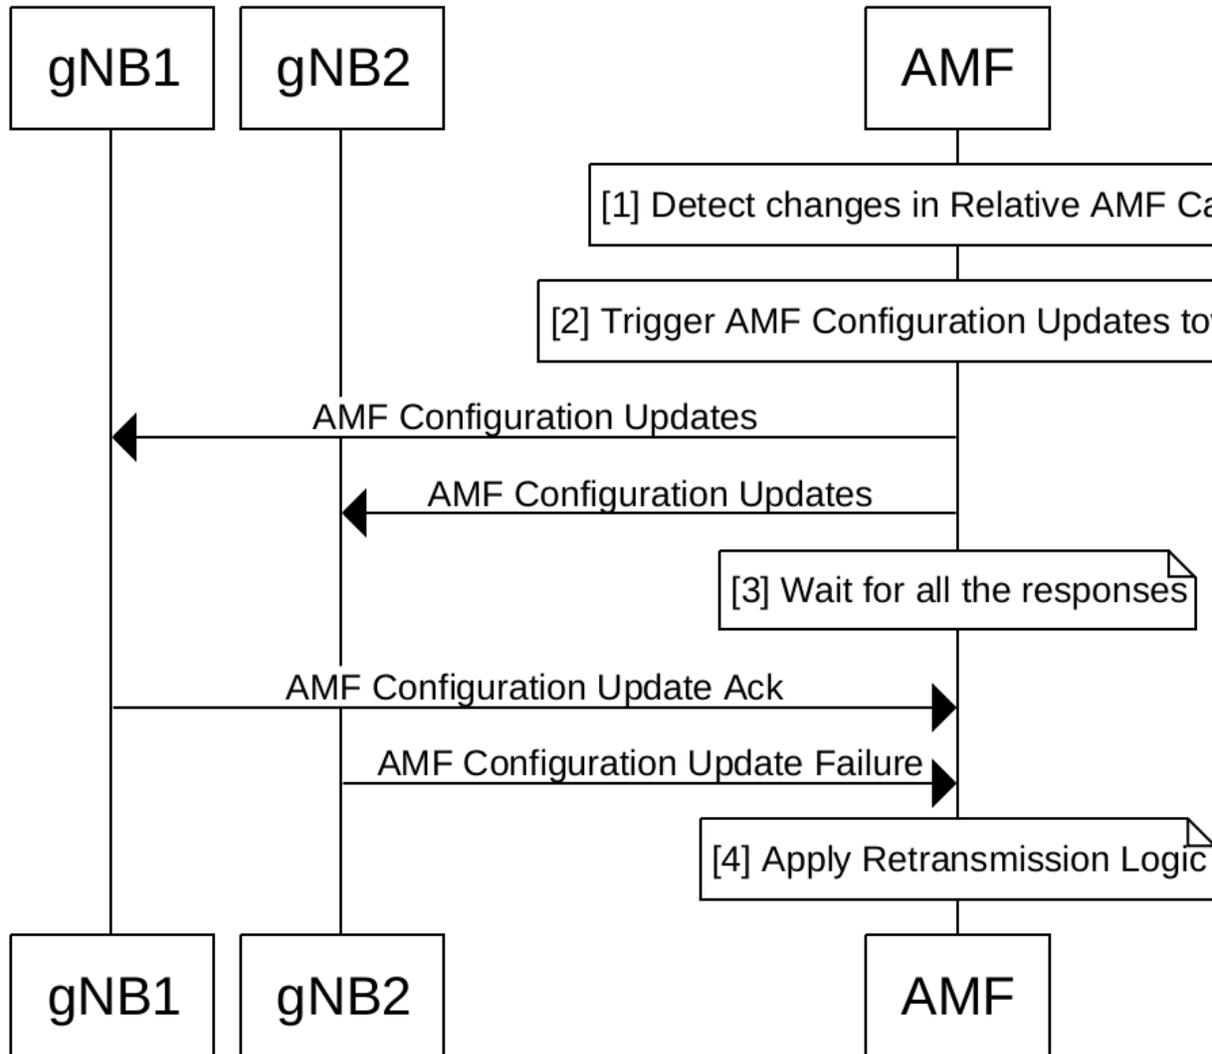 gNB1 gNB2 AMF
[1] Detect changes in Relative AMF
[2] Trigger AMF Configuration Updates
AMF Configuration Updates
AMF Configuration Updates
[3] Wait for all the responses
AMF Configuration Update Ack
AMF Configuration Update Failure
[4] Apply Retransmission Logic
gNB1 gNB2 AMF